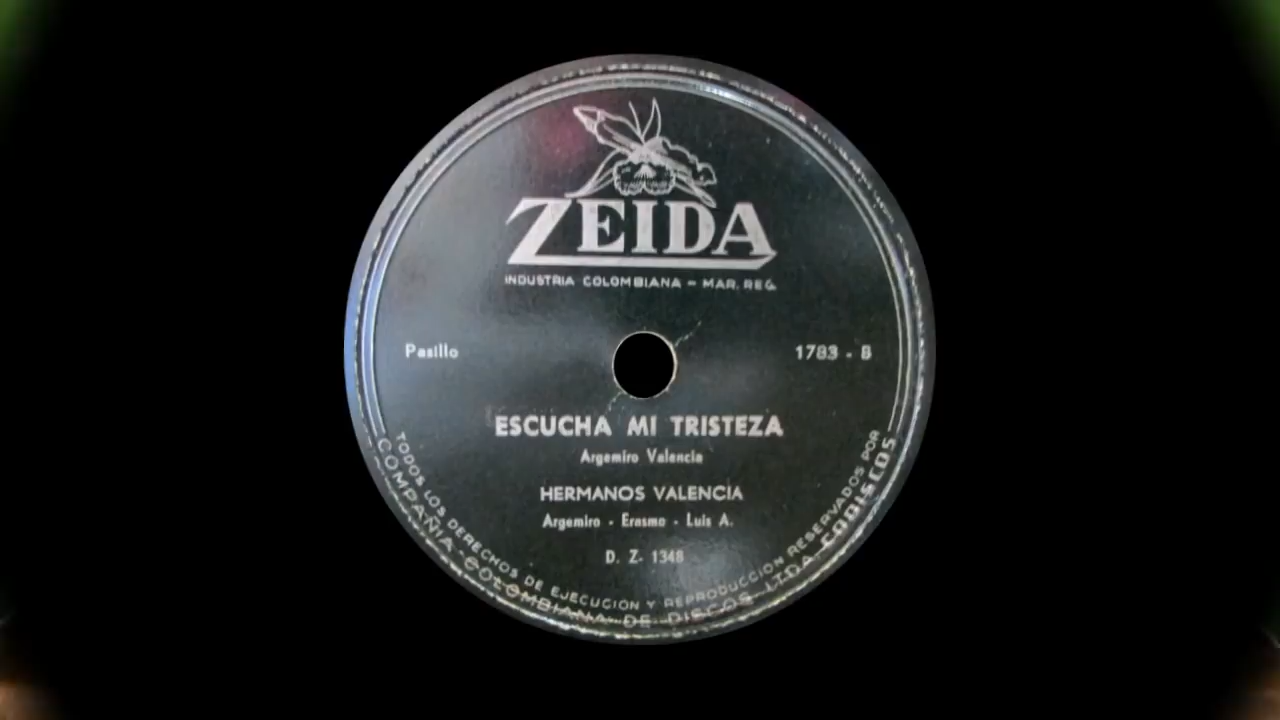 ZEIDA
INDUSTRIA COLOMBIANA - MAR. REG.
Pasillo
1783 - B
ESCUCHA MI TRISTEZA
Argemiro Valencia
HERMANOS VALENCIA
Argemiro - Erasmo - Luis A.
D. Z- 1348
TODOS LOS DERECHOS DE EJECUCION Y REPRODUCCION RESERVADOS POR
COMPAÑIA COLOMBIANA DE DISCOS LTDA. CODISCOS